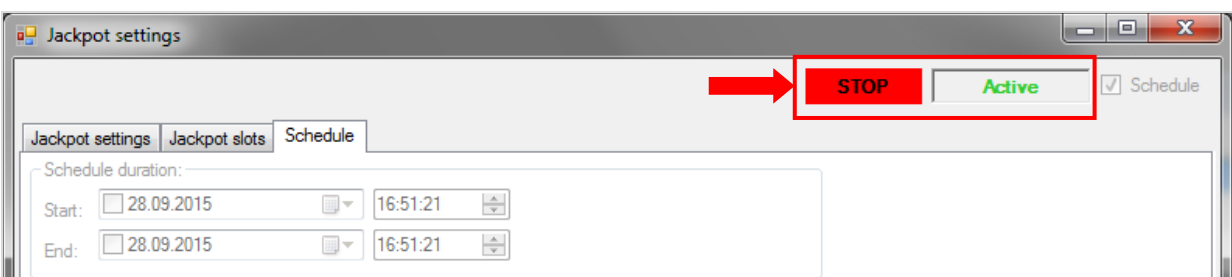 Jackpot settings
STOP Active Schedule
Jackpot settings Jackpot slots Schedule
Schedule duration:
Start: 28.09.2015 16:51:21
End: 28.09.2015 16:51:21